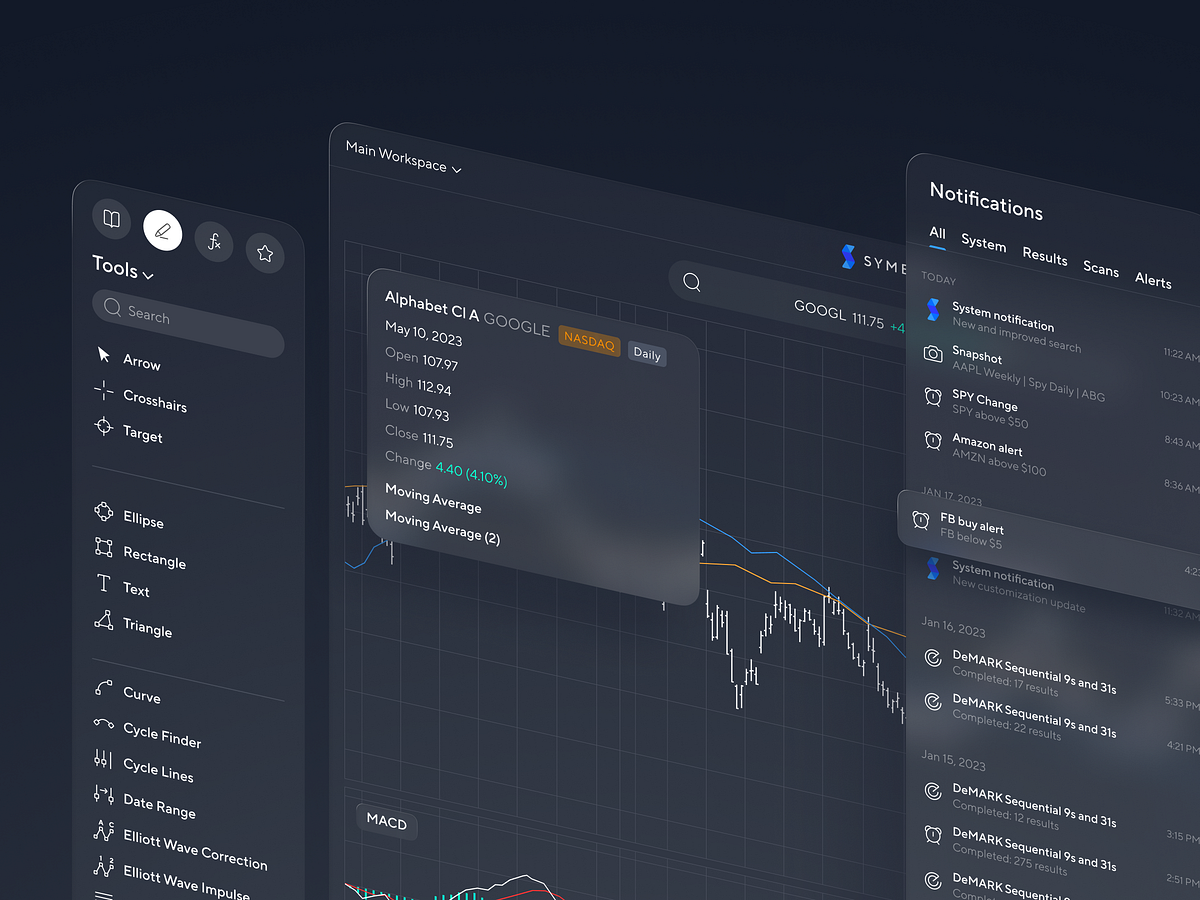 Tools
Search
Arrow
Crosshairs
Target
Ellipse
Rectangle
Text
Triangle
Curve
Cycle Finder
Cycle Lines
Date Range
A C
Elliott Wave Correction
1 2
Elliott Wave Impulse
Main Workspace
SYMB
GOOGL 111.75 +4
Alphabet Cl A GOOGLE NASDAQ Daily
May 10, 2023
Open 107.97
High 112.94
Low 107.93
Close 111.75
Change 4.40 (4.10%)
Moving Average
Moving Average (2)
MACD
Notifications
All System Results Scans Alerts
TODAY
System notification
New and improved search
11:22 AM
Snapshot
AAPL Weekly | Spy Daily | ABG
10:23 AM
SPY Change
SPY above $50
8:43 AM
Amazon alert
AMZN above $100
8:36 AM
JAN 17, 2023
FB buy alert
FB below $5
4:23
System notification
New customization update
11:32 AM
Jan 16, 2023
DeMARK Sequential 9s and 31s
Completed: 17 results
5:33 PM
DeMARK Sequential 9s and 31s
Completed: 22 results
4:21 PM
Jan 15, 2023
DeMARK Sequential 9s and 31s
Completed: 12 results
3:15 PM
DeMARK Sequential 9s and 31s
Completed: 275 results
2:51 PM
DeMARK Sequential 9s and 31s